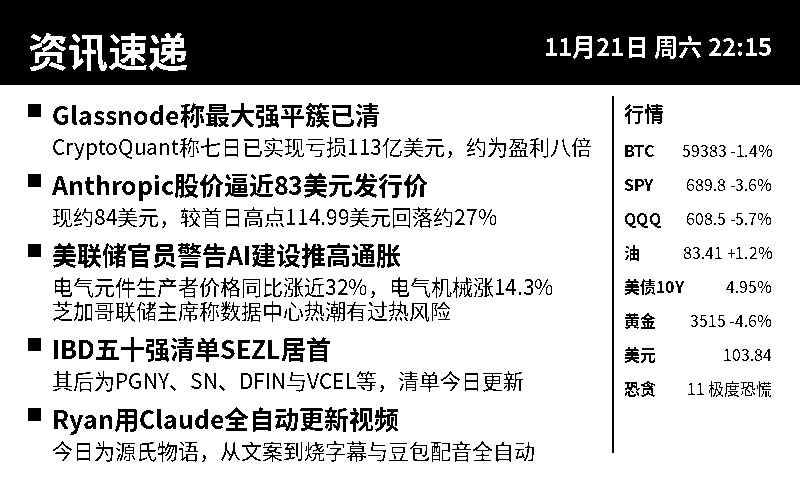 资讯速递
11月21日 周六 22:15
Glassnode称最大强平簇已清
CryptoQuant称七日已实现亏损113亿美元，约为盈利八倍
Anthropic股价逼近83美元发行价
现约84美元，较首日高点114.99美元回落约27%
美联储官员警告AI建设推高通胀
电气元件生产者价格同比涨近32%，电气机械涨14.3%
芝加哥联储主席称数据中心热潮有过热风险
IBD五十强清单SEZL居首
其后为PGNY、SN、DFIN与VCEL等，清单今日更新
Ryan用Claude全自动更新视频
今日为源氏物语，从文案到烧字幕与豆包配音全自动
行情
BTC 59383 -1.4%
SPY 689.8 -3.6%
QQQ 608.5 -5.7%
油 83.41 +1.2%
美债10Y 4.95%
黄金 3515 -4.6%
美元 103.84
恐贪 11 极度恐慌